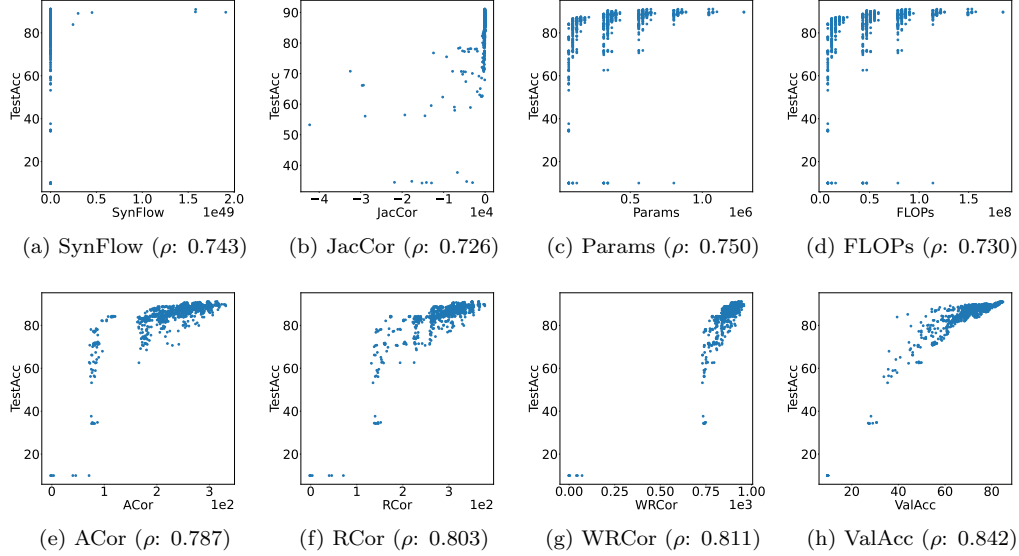 TestAcc
80
60
40
20
0.0
0.5
1.0
1.5
2.0
SynFlow
1e49
(a) SynFlow (ρ: 0.743)
TestAcc
90
80
70
60
50
40
−4
−3
−2
−1
0
JacCor
1e4
(b) JacCor (ρ: 0.726)
TestAcc
80
60
40
20
0.5
1.0
Params
1e6
(c) Params (ρ: 0.750)
TestAcc
80
60
40
20
0.0
0.5
1.0
1.5
FLOPs
1e8
(d) FLOPs (ρ: 0.730)
TestAcc
80
60
40
20
0
1
2
3
ACor
1e2
(e) ACor (ρ: 0.787)
TestAcc
80
60
40
20
0
1
2
3
RCor
1e2
(f) RCor (ρ: 0.803)
TestAcc
80
60
40
20
0.00
0.25
0.50
0.75
1.00
WRCor
1e3
(g) WRCor (ρ: 0.811)
TestAcc
80
60
40
20
20
40
60
80
ValAcc
(h) ValAcc (ρ: 0.842)